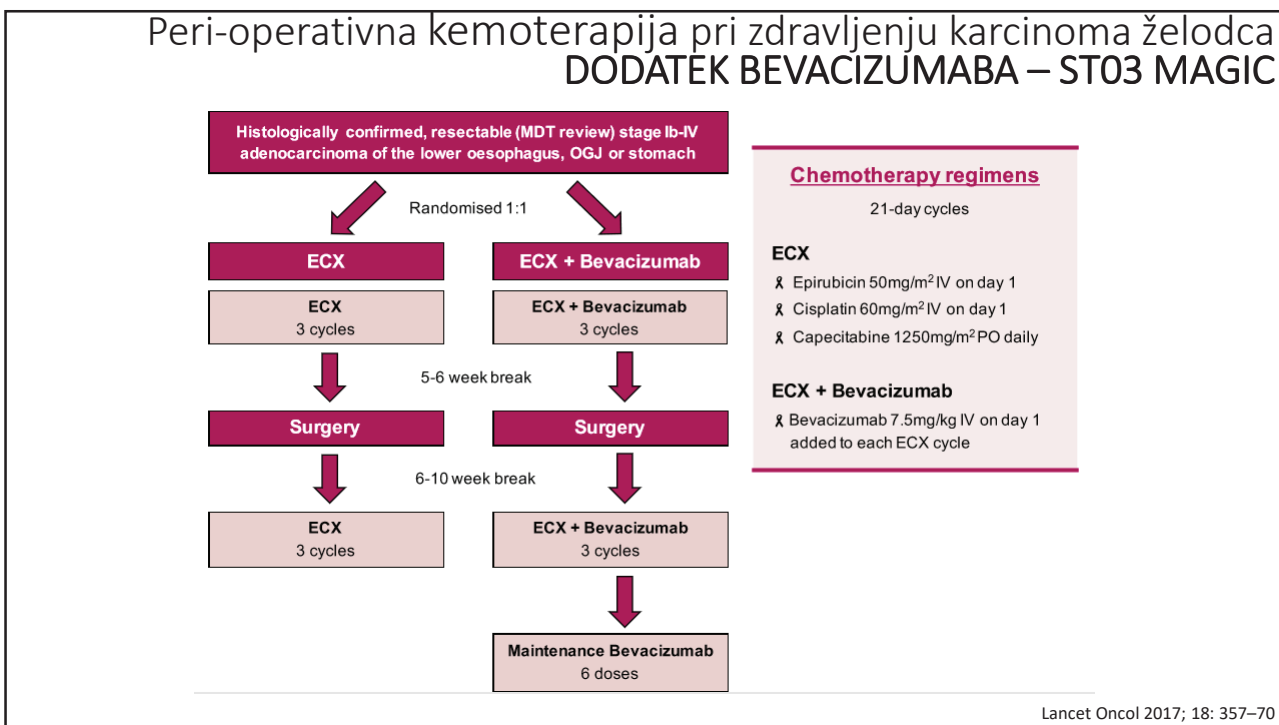 Peri-operativna kemoterapija pri zdravljenju karcinoma želodca
DODATEK BEVACIZUMABA – ST03 MAGIC
Histologically confirmed, resectable (MDT review) stage Ib-IV
adenocarcinoma of the lower oesophagus, OGJ or stomach
Randomised 1:1
ECX
ECX + Bevacizumab
ECX
3 cycles
ECX + Bevacizumab
3 cycles
5-6 week break
Surgery
Surgery
6-10 week break
ECX
3 cycles
ECX + Bevacizumab
3 cycles
Maintenance Bevacizumab
6 doses
Chemotherapy regimens
21-day cycles
ECX
Epirubicin 50mg/m² IV on day 1
Cisplatin 60mg/m² IV on day 1
Capecitabine 1250mg/m² PO daily
ECX + Bevacizumab
Bevacizumab 7.5mg/kg IV on day 1
added to each ECX cycle
Lancet Oncol 2017; 18: 357–70